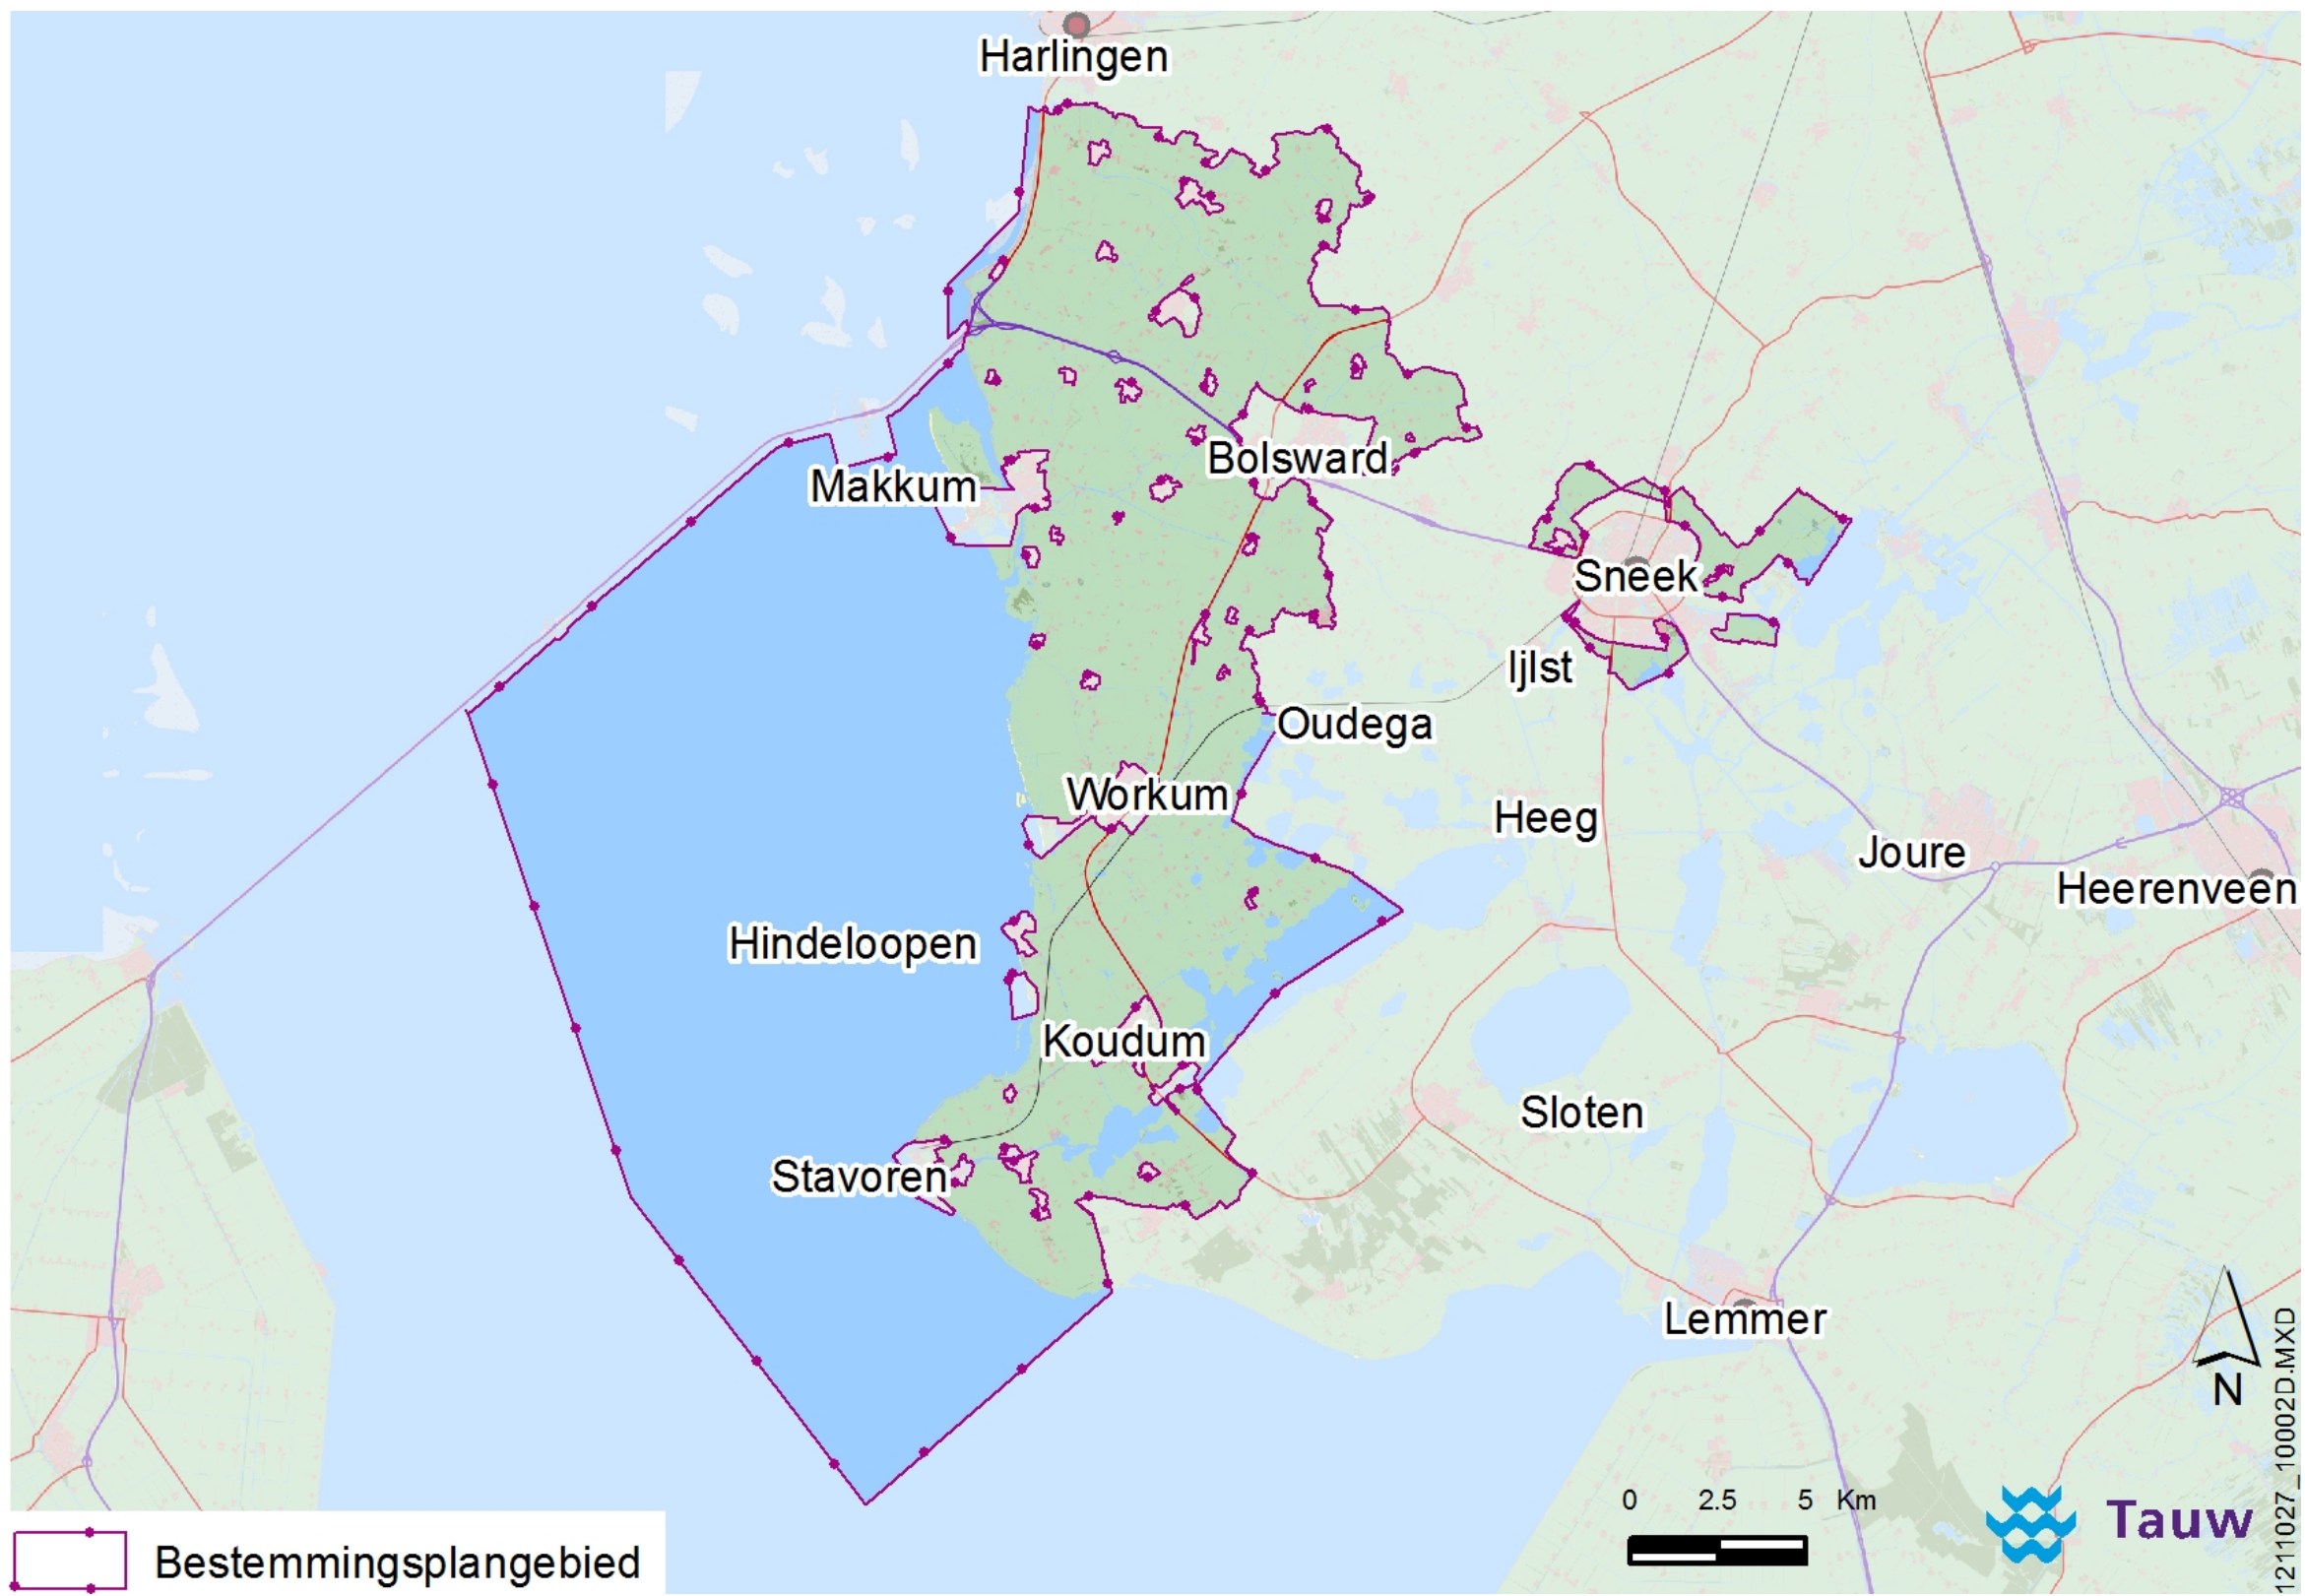 Harlingen
Bolsward
Makkum
Sneek
Ijlst
Oudega
Workum
Heeg
Joure
Heerenveen
Hindeloopen
Koudum
Sloten
Stavoren
Lemmer
N
0 2.5 5 Km
Tauw
1211027_10002D.MXD
Bestemmingsplangebied